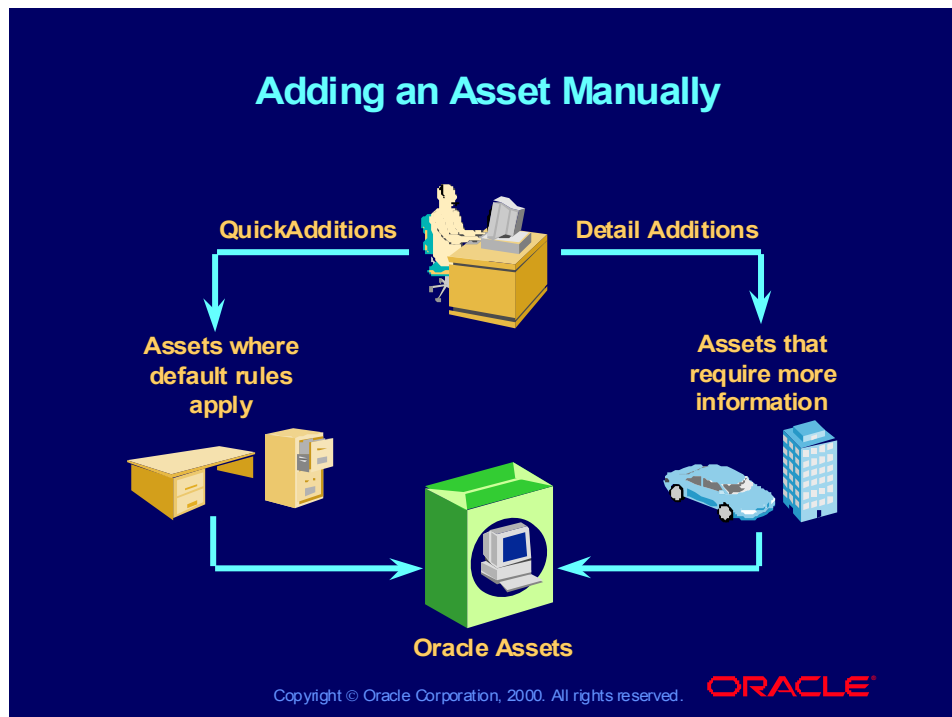 Adding an Asset Manually
QuickAdditions
Detail Additions
Assets where
default rules
apply
Assets that
require more
information
Oracle Assets
Copyright © Oracle Corporation, 2000. All rights reserved.
ORACLE®